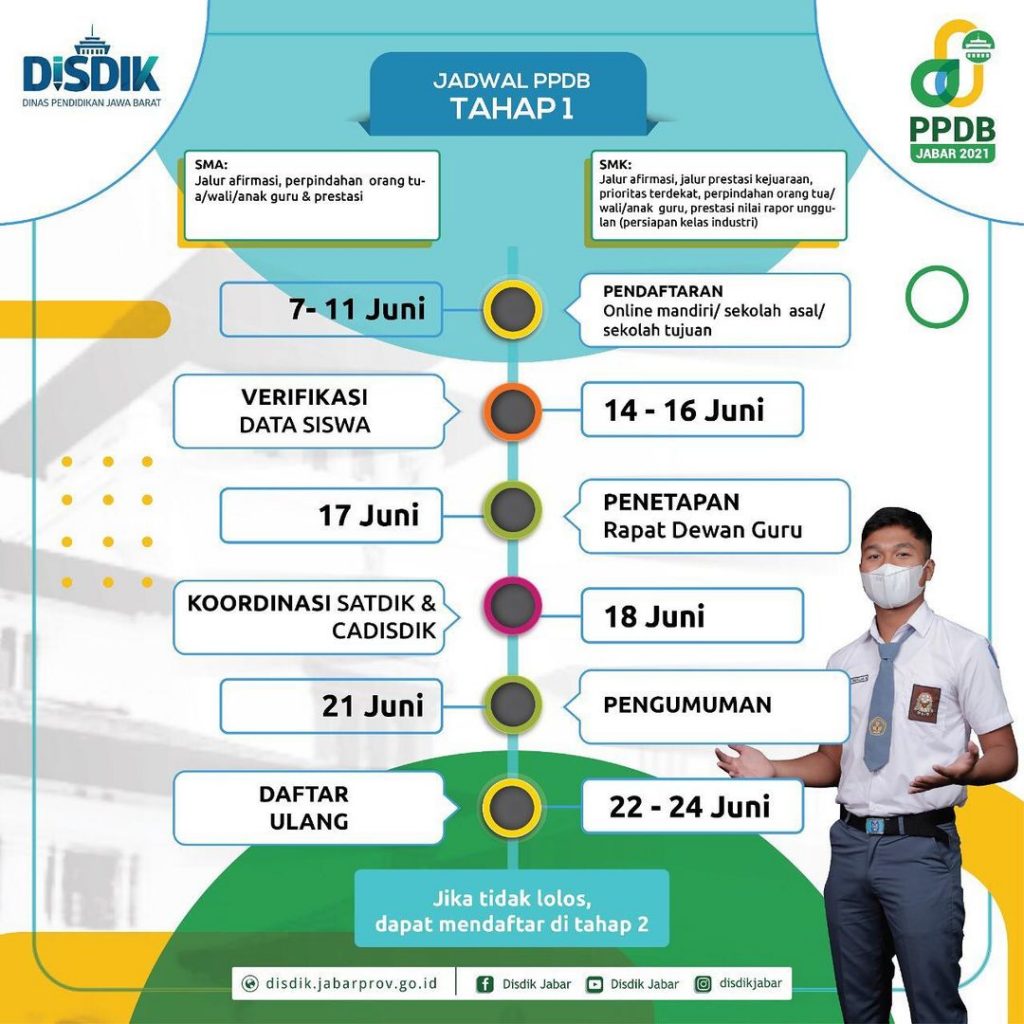 DISDIK
DINAS PENDIDIKAN JAWA BARAT
JADWAL PPDB
TAHAP 1
PPDB
JABAR 2021
SMA:
Jalur afirmasi, perpindahan orang tu-
a/wali/anak guru & prestasi
SMK:
Jalur afirmasi, jalur prestasi kejuaraan,
prioritas terdekat, perpindahan orang tua/
wali/anak guru, prestasi nilai rapor unggu-
lan (persiapan kelas industri)
7- 11 Juni
PENDAFTARAN
Online mandiri/ sekolah asal/
sekolah tujuan
VERIFIKASI
DATA SISWA
14 - 16 Juni
17 Juni
PENETAPAN
Rapat Dewan Guru
KOORDINASI SATDIK &
CADISDIK
18 Juni
21 Juni
PENGUMUMAN
DAFTAR
ULANG
22 - 24 Juni
Jika tidak lolos,
dapat mendaftar di tahap 2
disdik.jabarprov.go.id
Disdik Jabar
Disdik Jabar
disdikjabar